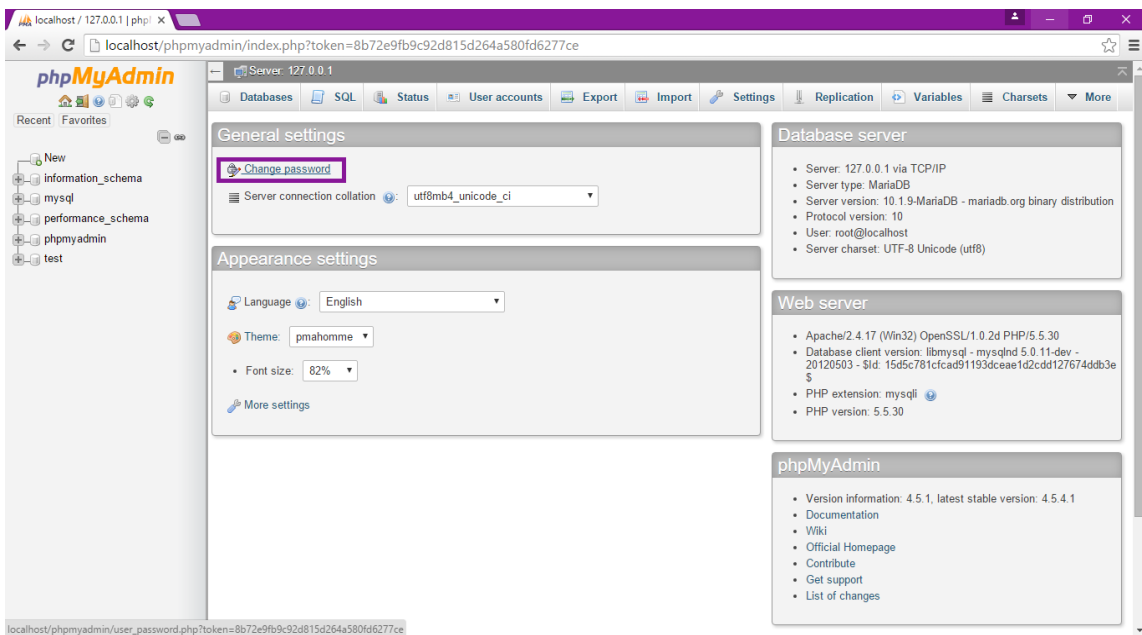 localhost / 127.0.0.1 | phpl
localhost/phpmyadmin/index.php?token=8b72e9fb9c92d815d264a580fd6277ce
phpMyAdmin
Recent Favorites
New
information_schema
mysql
performance_schema
phpmyadmin
test
Server: 127.0.0.1
Databases SQL Status User accounts Export Import Settings Replication Variables Charsets More
General settings
Change password
Server connection collation : utf8mb4_unicode_ci
Appearance settings
Language : English
Theme: pmahomme
• Font size: 82%
More settings
Database server
• Server: 127.0.0.1 via TCP/IP
• Server type: MariaDB
• Server version: 10.1.9-MariaDB - mariadb.org binary distribution
• Protocol version: 10
• User: root@localhost
• Server charset: UTF-8 Unicode (utf8)
Web server
• Apache/2.4.17 (Win32) OpenSSL/1.0.2d PHP/5.5.30
• Database client version: libmysql - mysqlnd 5.0.11-dev -
20120503 - $Id: 15d5c781cfcad91193dceae1d2cdd127674ddb3e
$
• PHP extension: mysqli
• PHP version: 5.5.30
phpMyAdmin
• Version information: 4.5.1, latest stable version: 4.5.4.1
• Documentation
• Wiki
• Official Homepage
• Contribute
• Get support
• List of changes
localhost/phpmyadmin/user_password.php?token=8b72e9fb9c92d815d264a580fd6277ce